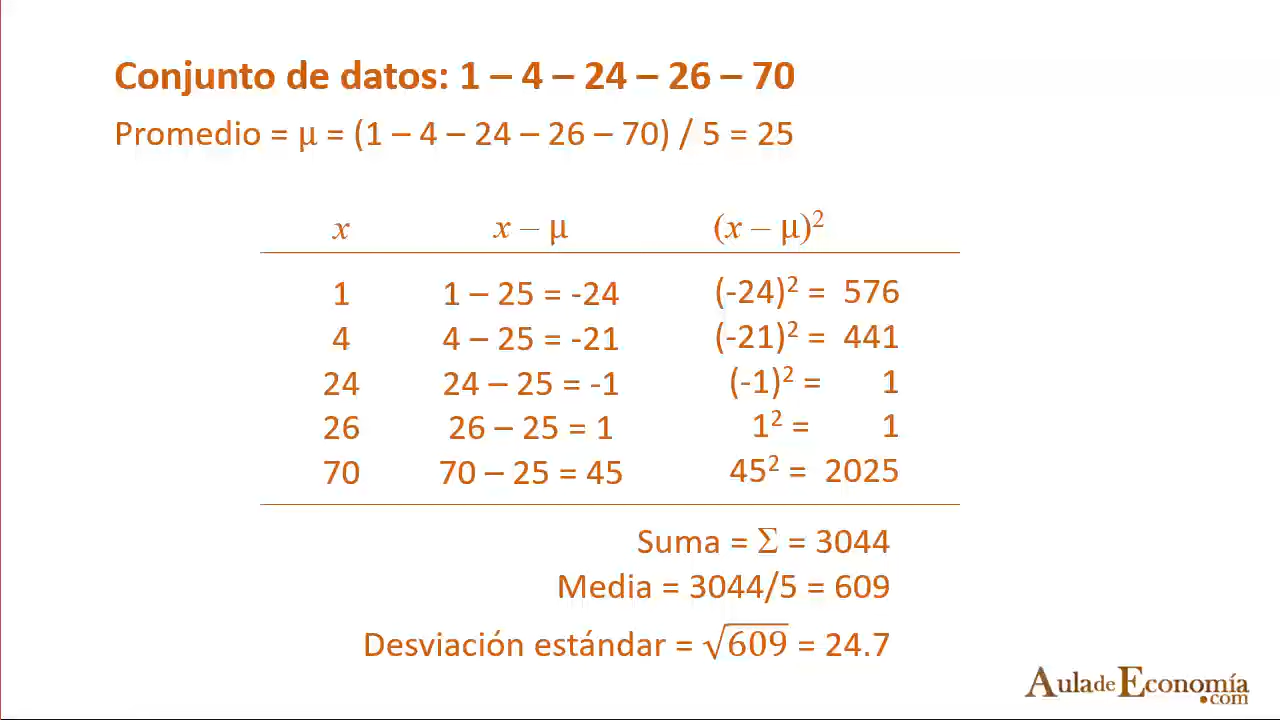 Conjunto de datos: 1 – 4 – 24 – 26 – 70
Promedio = µ = (1 – 4 – 24 – 26 – 70) / 5 = 25
x x – µ (x – µ)²
1 1 – 25 = -24 (-24)² = 576
4 4 – 25 = -21 (-21)² = 441
24 24 – 25 = -1 (-1)² = 1
26 26 – 25 = 1 1² = 1
70 70 – 25 = 45 45² = 2025
Suma = Σ = 3044
Media = 3044/5 = 609
Desviación estándar = √609 = 24.7
AuladeEconomía
.com